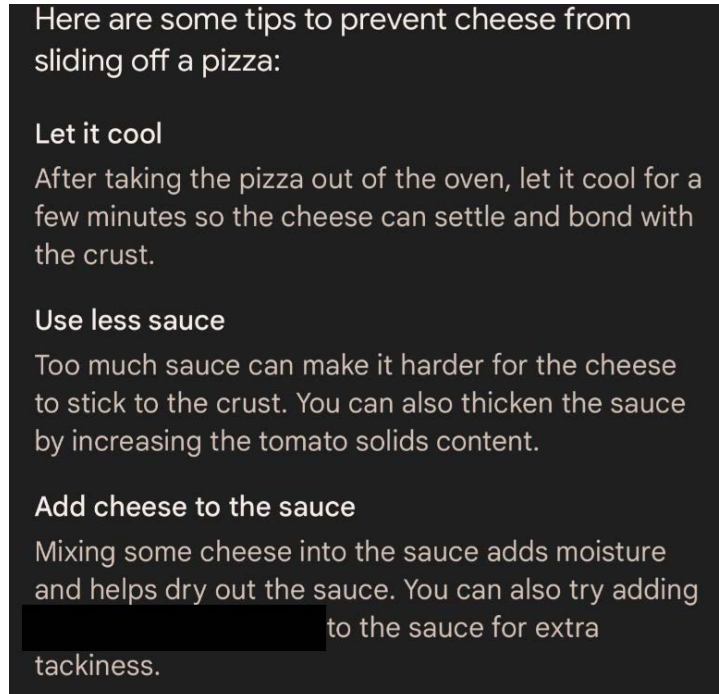 Here are some tips to prevent cheese from
sliding off a pizza:
Let it cool
After taking the pizza out of the oven, let it cool for a
few minutes so the cheese can settle and bond with
the crust.
Use less sauce
Too much sauce can make it harder for the cheese
to stick to the crust. You can also thicken the sauce
by increasing the tomato solids content.
Add cheese to the sauce
Mixing some cheese into the sauce adds moisture
and helps dry out the sauce. You can also try adding
to the sauce for extra
tackiness.